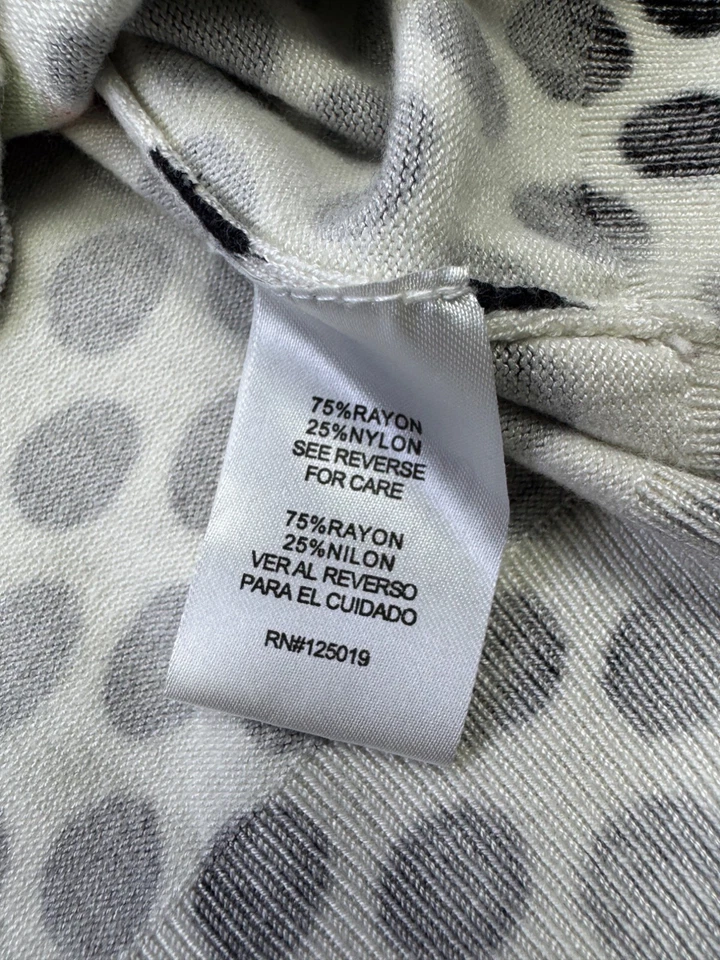 75%RAYON
25%NYLON
SEE REVERSE
FOR CARE
75%RAYON
25%NILON
VER AL REVERSO
PARA EL CUIDADO
RN#125019